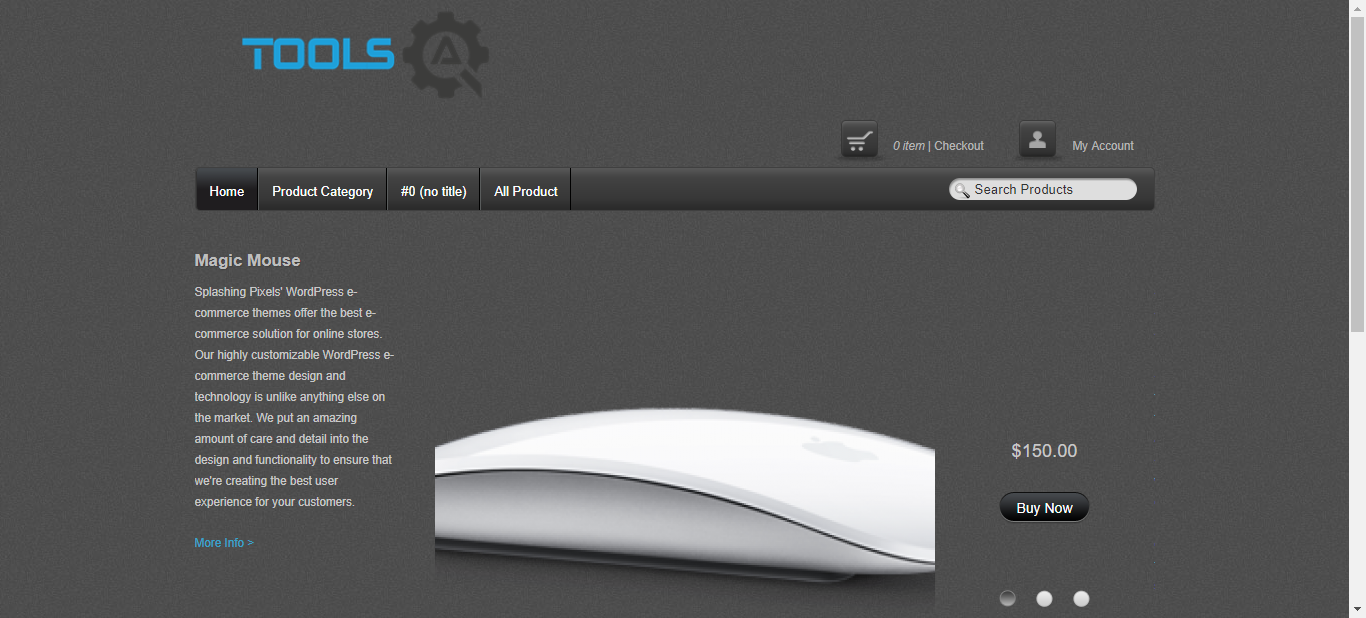 TOOLS
0 item | Checkout
My Account
Home
Product Category
#0 (no title)
All Product
Search Products
Magic Mouse
Splashing Pixels' WordPress e-
commerce themes offer the best e-
commerce solution for online stores.
Our highly customizable WordPress e-
commerce theme design and
technology is unlike anything else on
the market. We put an amazing
amount of care and detail into the
design and functionality to ensure that
we're creating the best user
experience for your customers.
More Info >
$150.00
Buy Now